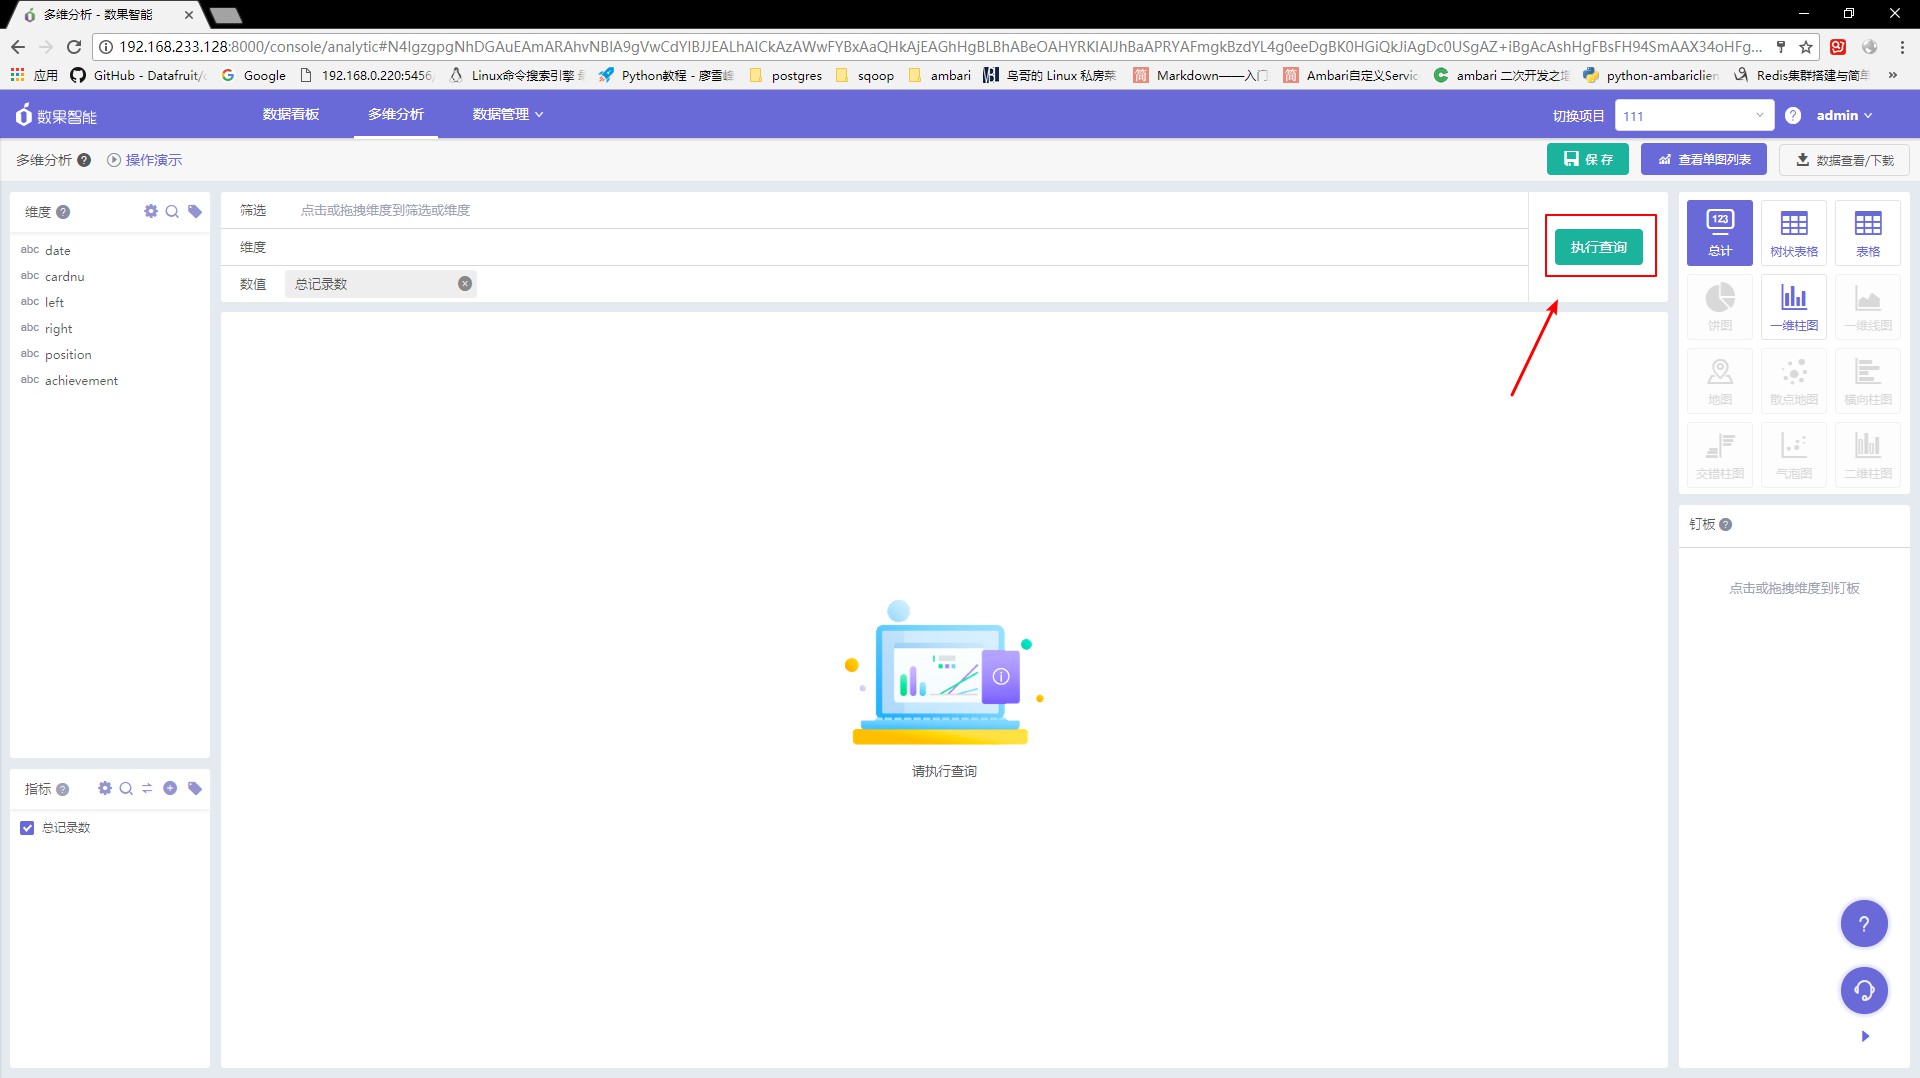 多维分析 - 数果智能
192.168.233.128:8000/console/analytic#N4IgzgpgNhDGAuEAmARAhvNBIA9gVwCdYIBJJEALhAICkAzAWwFYBxAaQHkAjEAGhHgBLBhABeOAHYRKIAIJhBaAPRYAFmgkBzdYL4g0eeDgBK0HGiQkJiAgDc0USgAZ+iBgAcAshHgFBsFH94SmAAX34oHFg...
应用
GitHub - Datafruit/
Google
192.168.0.220:5456
Linux命令搜索引擎
Python教程 - 廖雪峰
postgres
sqoop
ambari
鸟哥的 Linux 私房菜
Markdown——入门
Ambari自定义Servic
ambari 二次开发之
python-ambariclien
Redis集群搭建与简单
»
数果智能
数据看板
多维分析
数据管理
切换项目
111
?
admin
多维分析 ?
操作演示
保 存
查看单图列表
数据查看/下载
维度 ?
abc date
abc cardnu
abc left
abc right
abc position
abc achievement
筛选
点击或拖拽维度到筛选或维度
维度
数值
总记录数
执行查询
123
总计
树状表格
表格
饼图
一维柱图
一维线图
地图
散点地图
横向柱图
交错柱图
气泡图
二维柱图
钉板 ?
点击或拖拽维度到钉板
请执行查询
指标 ?
总记录数
?